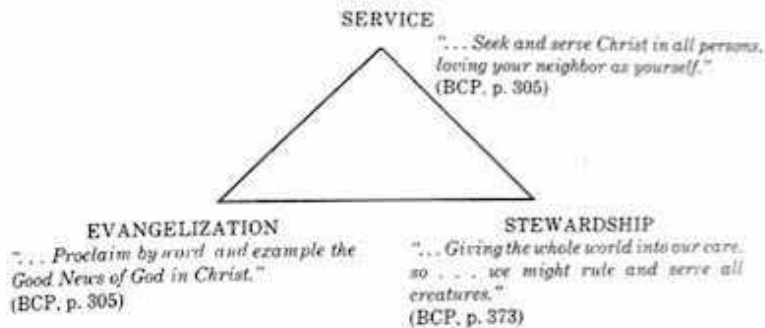 SERVICE
"... Seek and serve Christ in all persons,
loving your neighbor as yourself."
(BCP, p. 305)
EVANGELIZATION
"... Proclaim by word and example the
Good News of God in Christ."
(BCP, p. 305)
STEWARDSHIP
"... Giving the whole world into our care,
so . . . we might rule and serve all
creatures."
(BCP, p. 373)